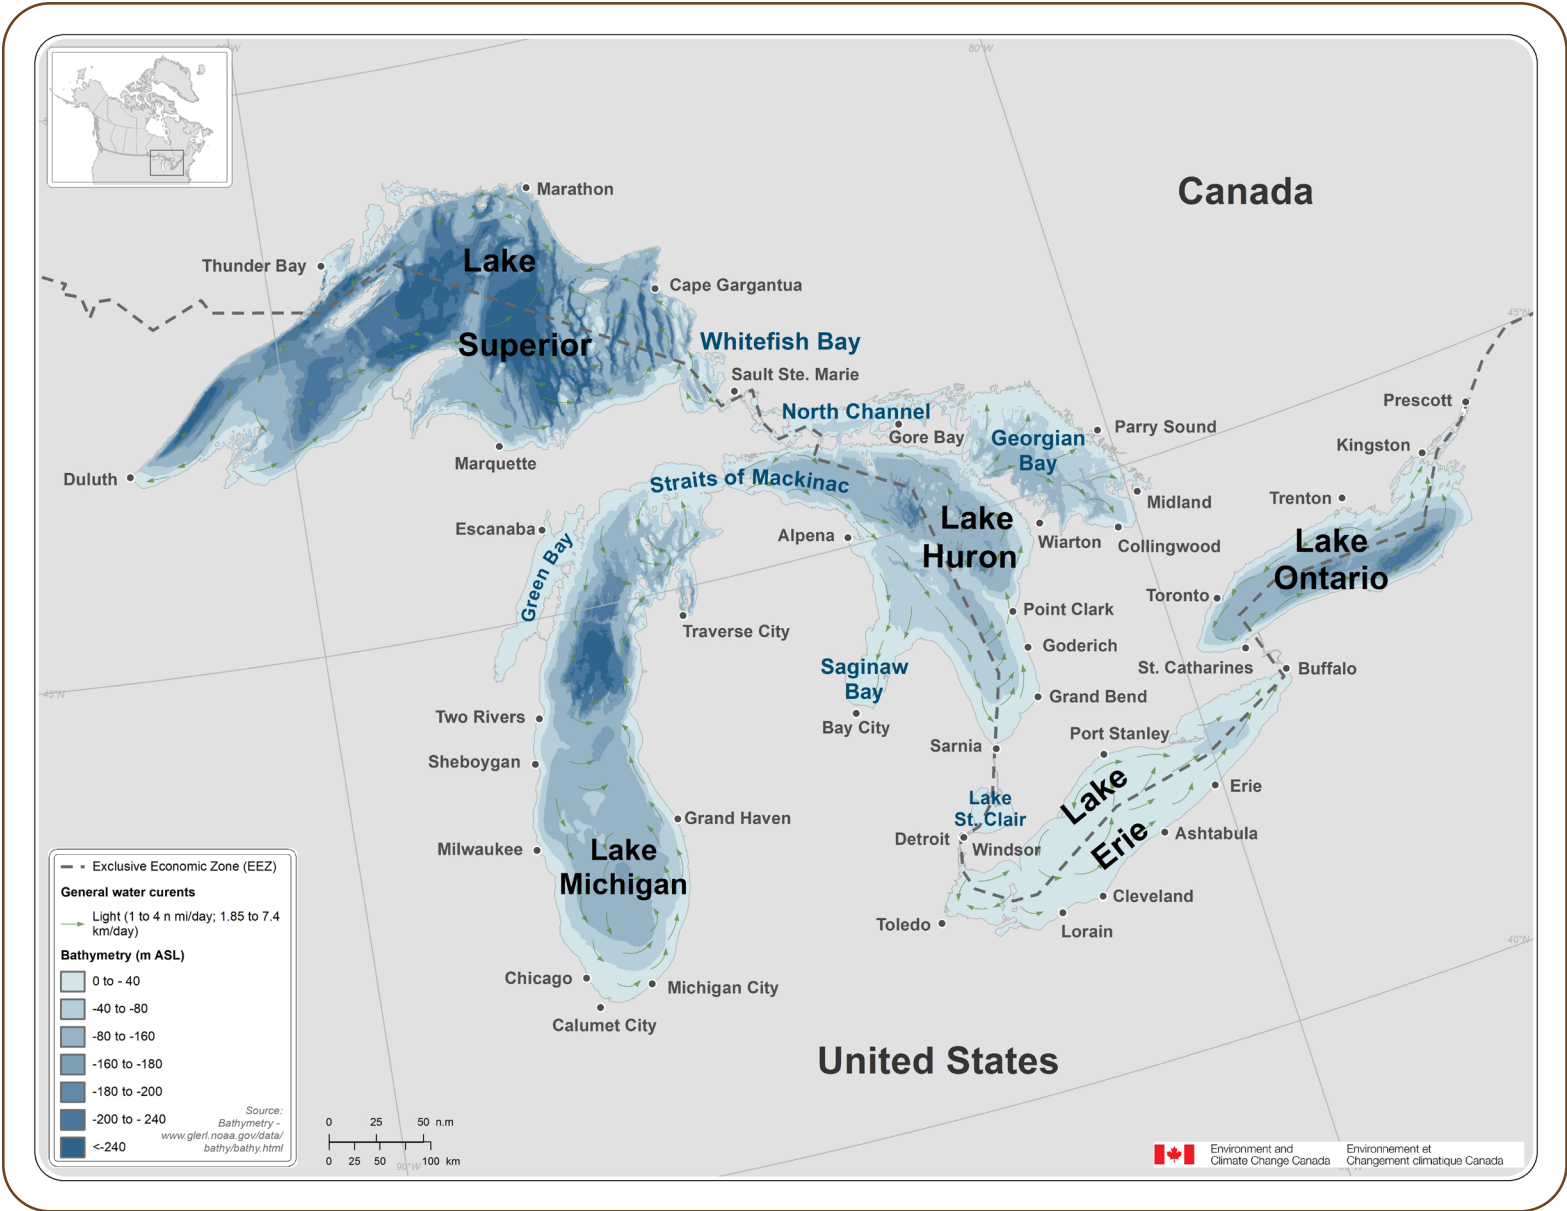 90°W
80°W
Canada
Marathon
Thunder Bay
Lake
Superior
Cape Gargantua
Whitefish Bay
Sault Ste. Marie
45°N
North Channel
Gore Bay
Georgian
Bay
Parry Sound
Prescott
Kingston
Marquette
Duluth
Straits of Mackinac
Midland
Trenton
Escanaba
Green Bay
Alpena
Lake
Huron
Wiarton
Collingwood
Lake
Ontario
Toronto
Point Clark
Traverse City
Goderich
St. Catharines
Buffalo
Saginaw
Bay
45°N
Grand Bend
Two Rivers
Bay City
Sarnia
Port Stanley
Sheboygan
Lake
Erie
Erie
Lake
St. Clair
Grand Haven
Detroit
Windsor
Ashtabula
Milwaukee
Lake
Michigan
Cleveland
Toledo
Lorain
40°N
Chicago
Michigan City
Calumet City
United States
Exclusive Economic Zone (EEZ)
General water curents
Light (1 to 4 n mi/day; 1.85 to 7.4
km/day)
Bathymetry (m ASL)
0 to - 40
-40 to -80
-80 to -160
-160 to -180
-180 to -200
-200 to - 240
<-240
Source:
Bathymetry -
www.glerl.noaa.gov/data/
bathy/bathy.html
0 25 50 n.m
0 25 50 100 km
90°W
Environment and
Climate Change Canada
Environnement et
Changement climatique Canada